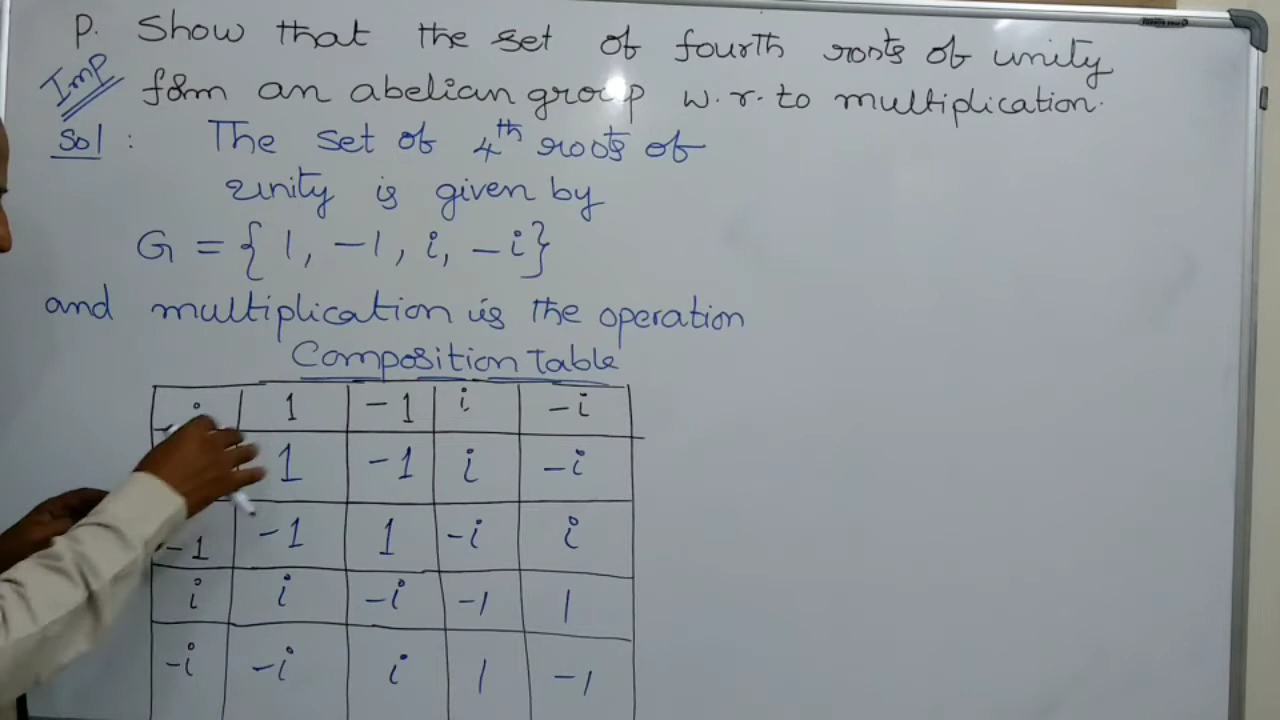 P. Show that the set of fourth roots of unity
Imp
form an abelian group w.r.to multiplication.
Sol : The set of 4th roots of
unity is given by
G = { 1, -1, i, -i}
and multiplication is the operation
Composition Table
1 -1 i -i
1 -1 i -i
-1 -1 1 -i i
i i -i -1 1
-i -i i 1 -1